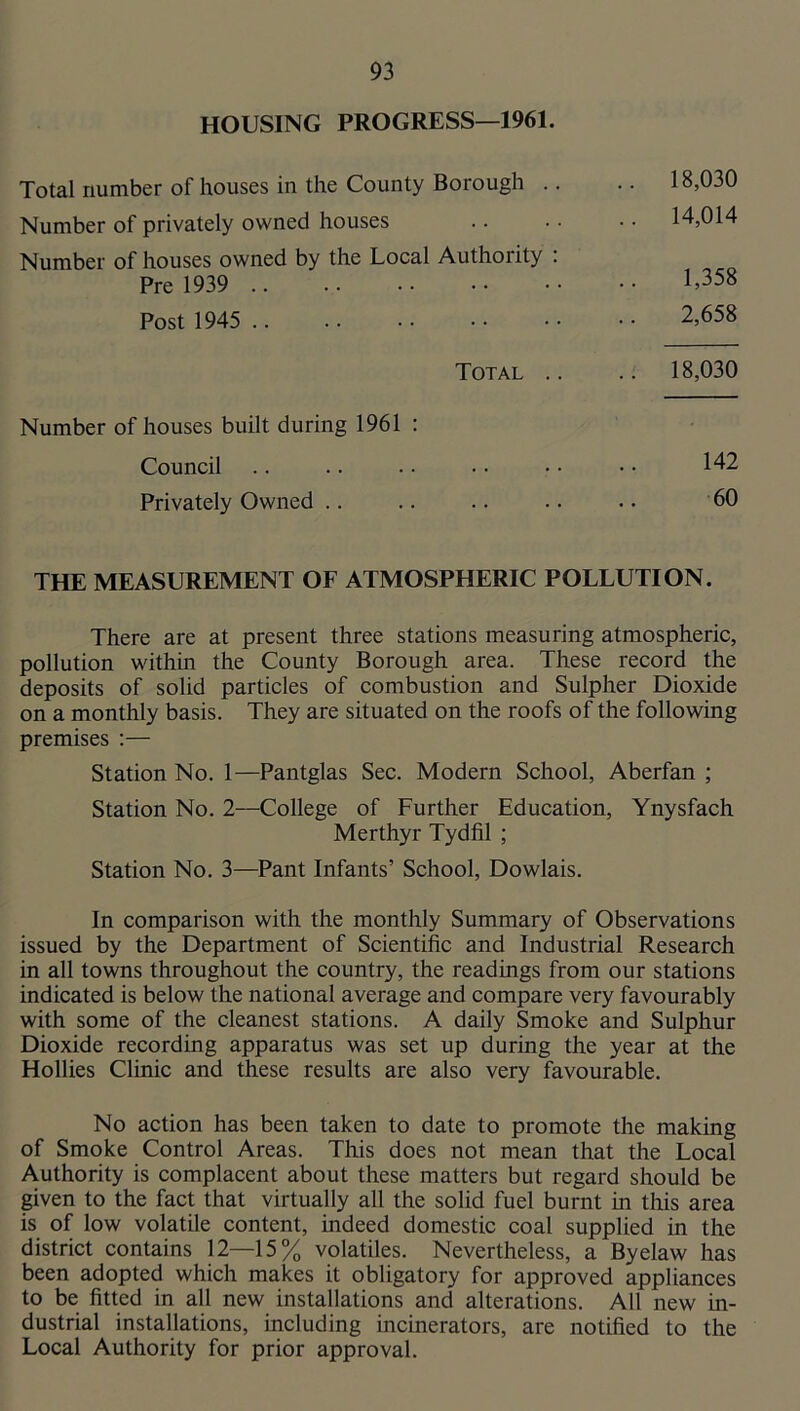 93
HOUSING PROGRESS—1961.
Total number of houses in the County Borough .. .. 18,030
Number of privately owned houses .. .. .. 14,014
Number of houses owned by the Local Authority :
Pre 1939 .. .. .. .. .. .. 1,358
Post 1945 .. .. .. .. .. .. 2,658
TOTAL .. .. 18,030
Number of houses built during 1961 :
Council .. .. .. .. .. .. 142
Privately Owned .. .. .. .. .. 60
THE MEASUREMENT OF ATMOSPHERIC POLLUTION.
There are at present three stations measuring atmospheric,
pollution within the County Borough area. These record the
deposits of solid particles of combustion and Sulpher Dioxide
on a monthly basis. They are situated on the roofs of the following
premises :—
Station No. 1—Pantglas Sec. Modern School, Aberfan ;
Station No. 2—College of Further Education, Ynysfach
Merthyr Tydfil ;
Station No. 3—Pant Infants' School, Dowlais.
In comparison with the monthly Summary of Observations
issued by the Department of Scientific and Industrial Research
in all towns throughout the country, the readings from our stations
indicated is below the national average and compare very favourably
with some of the cleanest stations. A daily Smoke and Sulphur
Dioxide recording apparatus was set up during the year at the
Hollies Clinic and these results are also very favourable.
No action has been taken to date to promote the making
of Smoke Control Areas. This does not mean that the Local
Authority is complacent about these matters but regard should be
given to the fact that virtually all the solid fuel burnt in this area
is of low volatile content, indeed domestic coal supplied in the
district contains 12—15% volatiles. Nevertheless, a Byelaw has
been adopted which makes it obligatory for approved appliances
to be fitted in all new installations and alterations. All new in-
dustrial installations, including incinerators, are notified to the
Local Authority for prior approval.